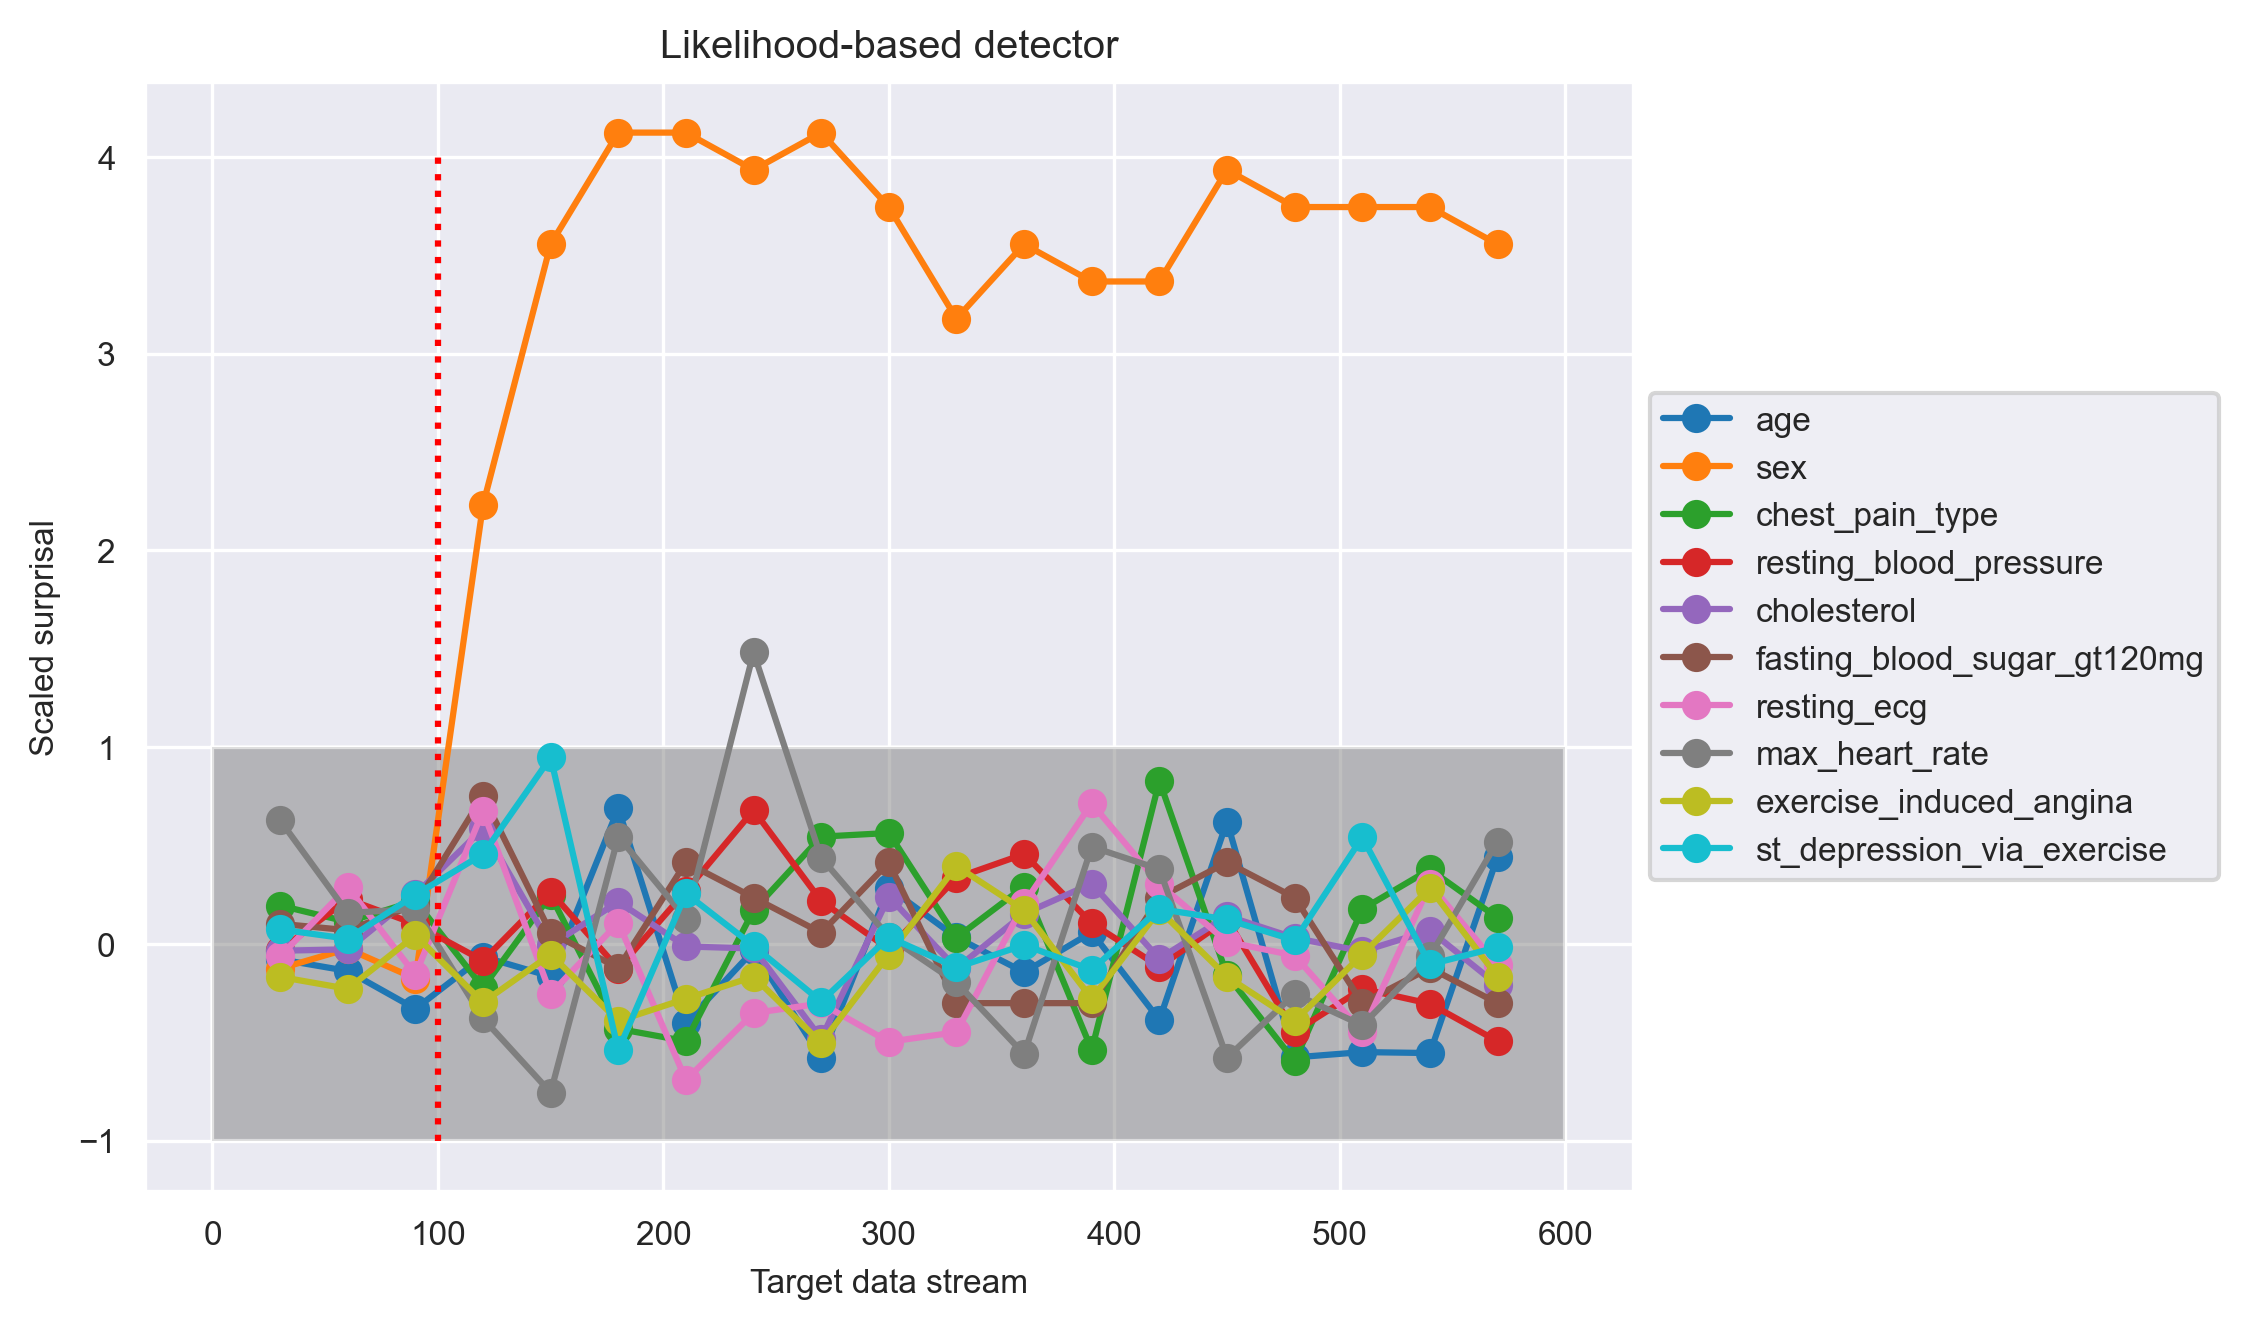 Likelihood-based detector
Scaled surprisal
4
3
2
1
0
−1
0
100
200
300
400
500
600
Target data stream
age
sex
chest_pain_type
resting_blood_pressure
cholesterol
fasting_blood_sugar_gt120mg
resting_ecg
max_heart_rate
exercise_induced_angina
st_depression_via_exercise